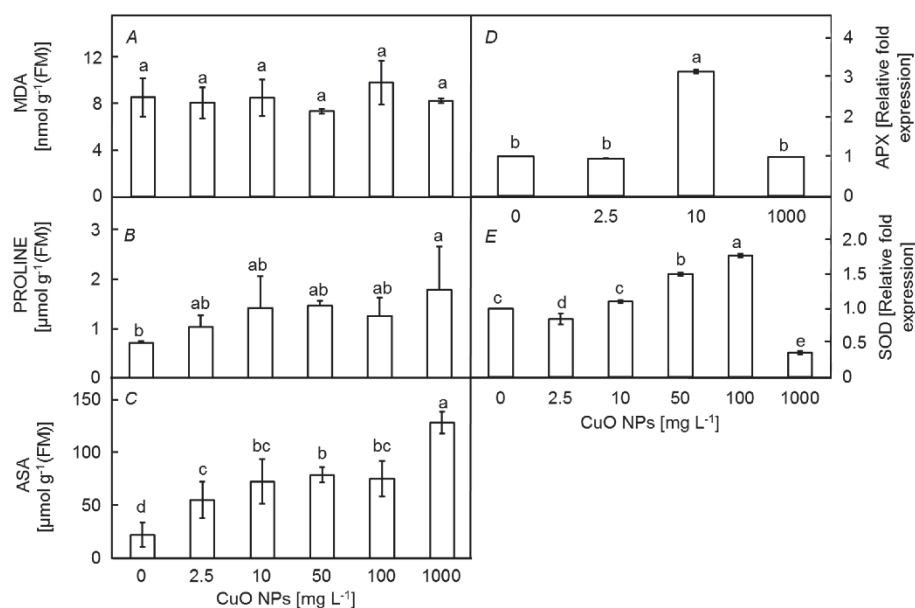 A
MDA
[nmol g-1(FM)]
12
8
4
0
a a a a a a
B
PROLINE
[µmol g-1(FM)]
3
2
1
0
b ab ab ab ab a
C
ASA
[µmol g-1(FM)]
150
100
50
0
d c bc b bc a
0 2.5 10 50 100 1000
CuO NPs [mg L-1]
D
APX [Relative fold
expression]
4
3
2
1
0
b b a b
0 2.5 10 1000
E
SOD [Relative fold
expression]
2.0
1.5
1.0
0.5
0
c d c b a e
0 2.5 10 50 100 1000
CuO NPs [mg L-1]